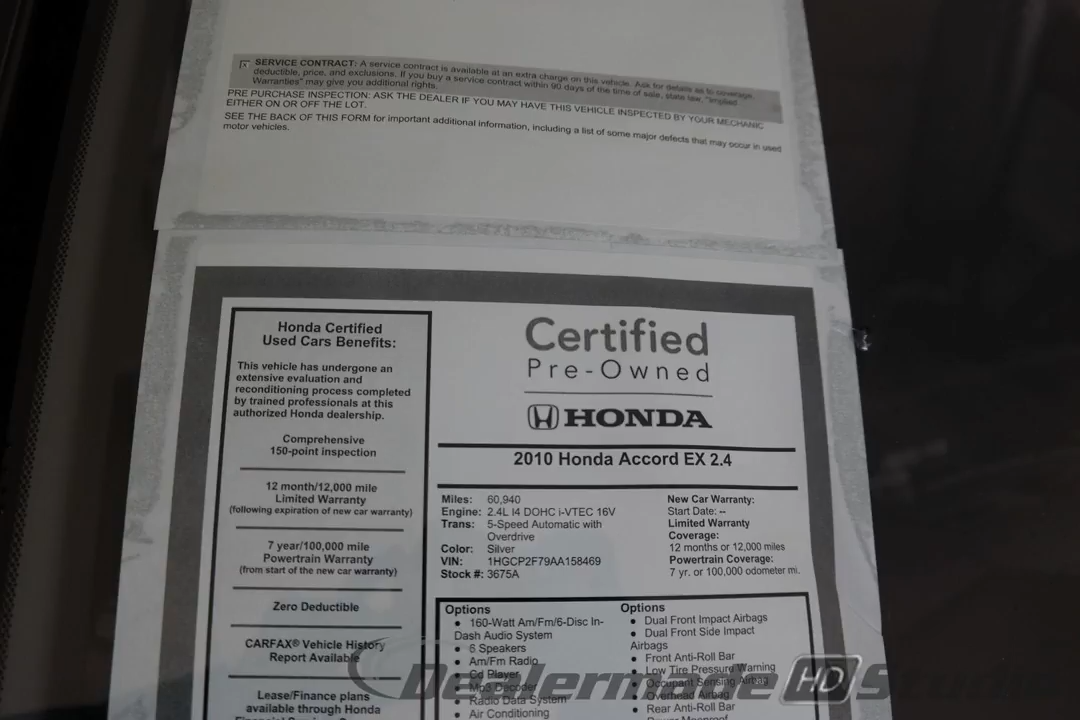 SERVICE CONTRACT: A service contract is available at an extra charge on this vehicle. Ask for details as to coverage,
deductible, price, and exclusions. If you buy a service contract within 90 days of the time of sale, state law, "Implied
Warranties" may give you additional rights.
PRE PURCHASE INSPECTION: ASK THE DEALER IF YOU MAY HAVE THIS VEHICLE INSPECTED BY YOUR MECHANIC
EITHER ON OR OFF THE LOT.
SEE THE BACK OF THIS FORM for important additional information, including a list of some major defects that may occur in used
motor vehicles.
Honda Certified
Used Cars Benefits:
This vehicle has undergone an
extensive evaluation and
reconditioning process completed
by trained professionals at this
authorized Honda dealership.
Comprehensive
150-point inspection
12 month/12,000 mile
Limited Warranty
(following expiration of new car warranty)
7 year/100,000 mile
Powertrain Warranty
(from start of the new car warranty)
Zero Deductible
CARFAX® Vehicle History
Report Available
Lease/Finance plans
available through Honda
Certified
Pre-Owned
HONDA
2010 Honda Accord EX 2.4
Miles: 60,940
Engine: 2.4L I4 DOHC i-VTEC 16V
Trans: 5-Speed Automatic with
Overdrive
Color: Silver
VIN: 1HGCP2F79AA158469
Stock #: 3675A
New Car Warranty:
Start Date: --
Limited Warranty
Coverage:
12 months or 12,000 miles
Powertrain Coverage:
7 yr. or 100,000 odometer mi.
Options
• 160-Watt Am/Fm/6-Disc In-
Dash Audio System
• 6 Speakers
• Am/Fm Radio
• Cd Player
• Mp3 Decoder
• Radio Data System
• Air Conditioning
Options
• Dual Front Impact Airbags
• Dual Front Side Impact
Airbags
• Front Anti-Roll Bar
• Low Tire Pressure Warning
• Occupant Sensing Airbag
• Overhead Airbag
• Rear Anti-Roll Bar
HD